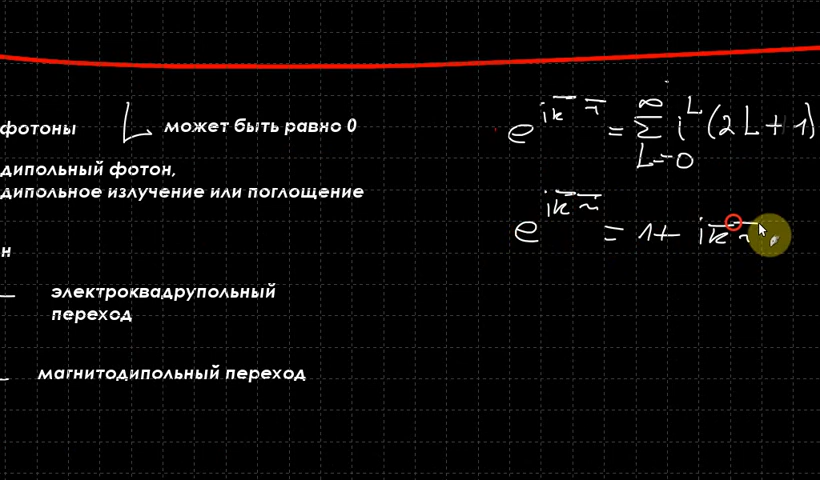 фотоны L может быть равно 0
дипольный фотон,
дипольное излучение или поглощение
н
электроквадрупольный
переход
магнитодипольный переход
e^{ik̅ r̅} = ∑_{L=0}^{∞} i^L (2L+1)
e^{ik̅ r̅} = 1 + ik̅ r̅